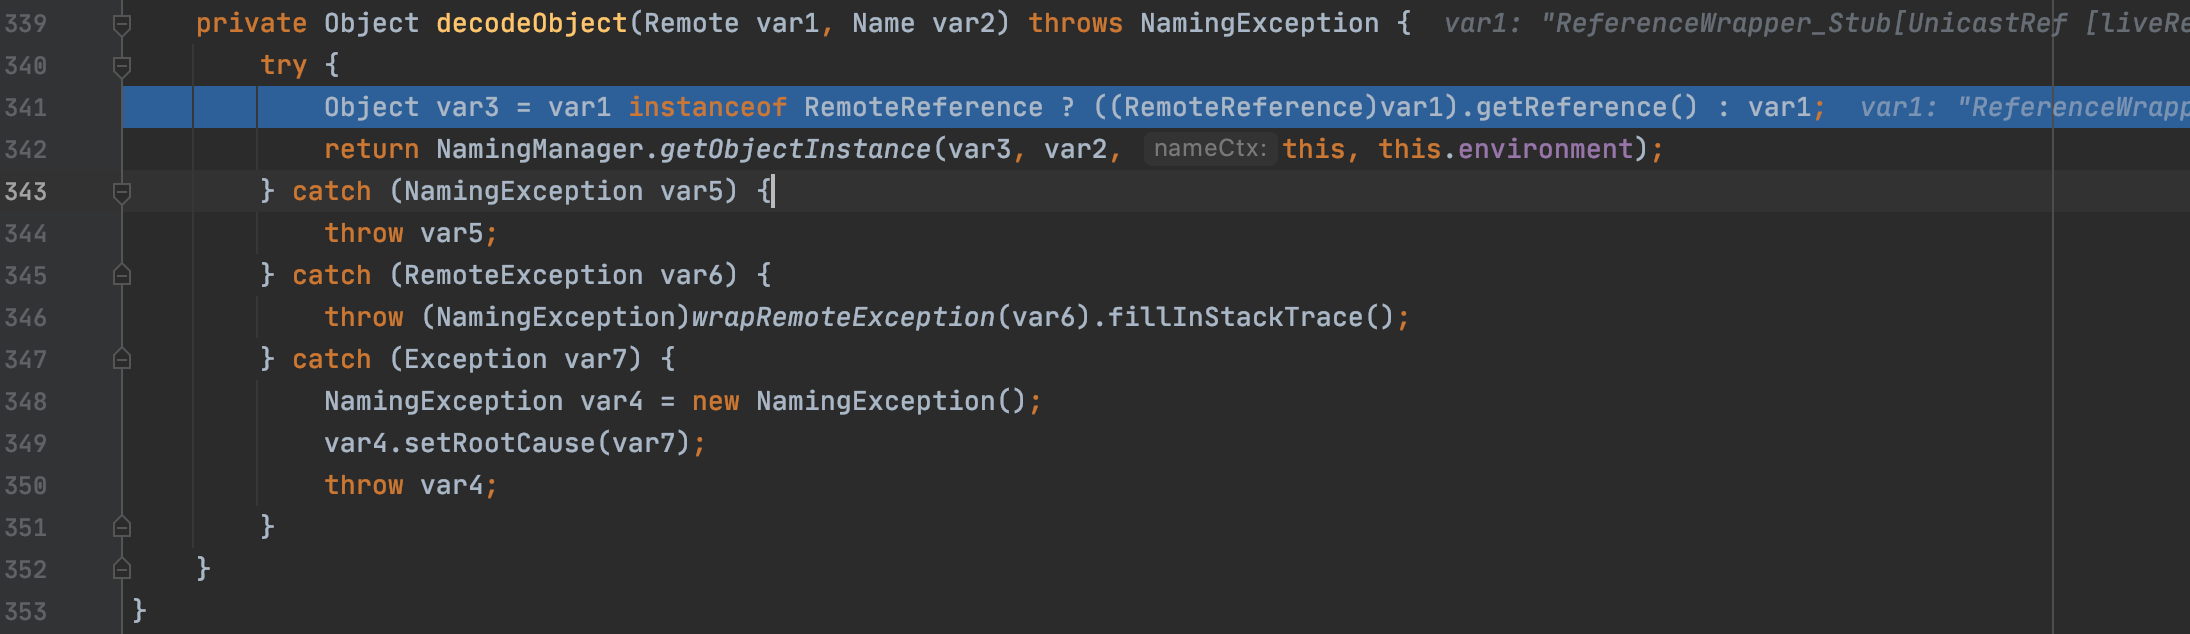 339 private Object decodeObject(Remote var1, Name var2) throws NamingException { var1: "ReferenceWrapper_Stub[UnicastRef [liveRe
340 try {
341 Object var3 = var1 instanceof RemoteReference ? ((RemoteReference)var1).getReference() : var1; var1: "ReferenceWrapp
342 return NamingManager.getObjectInstance(var3, var2, nameCtx: this, this.environment);
343 } catch (NamingException var5) {
344 throw var5;
345 } catch (RemoteException var6) {
346 throw (NamingException)wrapRemoteException(var6).fillInStackTrace();
347 } catch (Exception var7) {
348 NamingException var4 = new NamingException();
349 var4.setRootCause(var7);
350 throw var4;
351 }
352 }
353 }